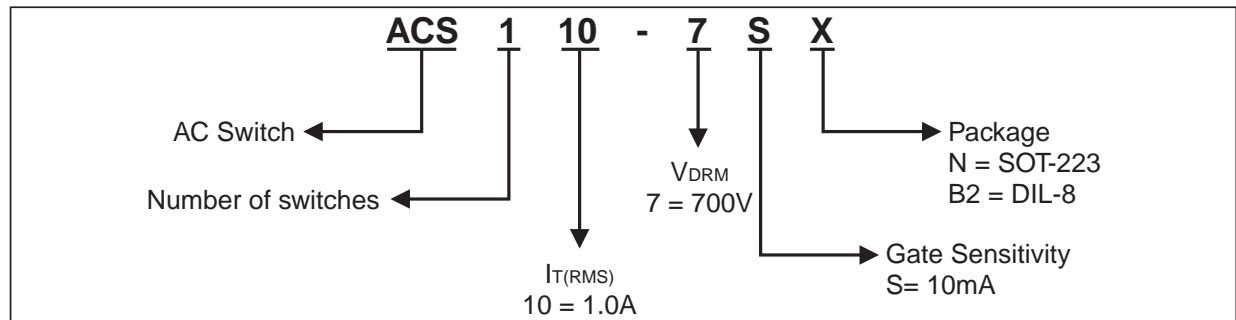 ACS 1 10 - 7 S X
AC Switch
Number of switches
IT(RMS)
10 = 1.0A
VDRM
7 = 700V
Package
N = SOT-223
B2 = DIL-8
Gate Sensitivity
S= 10mA